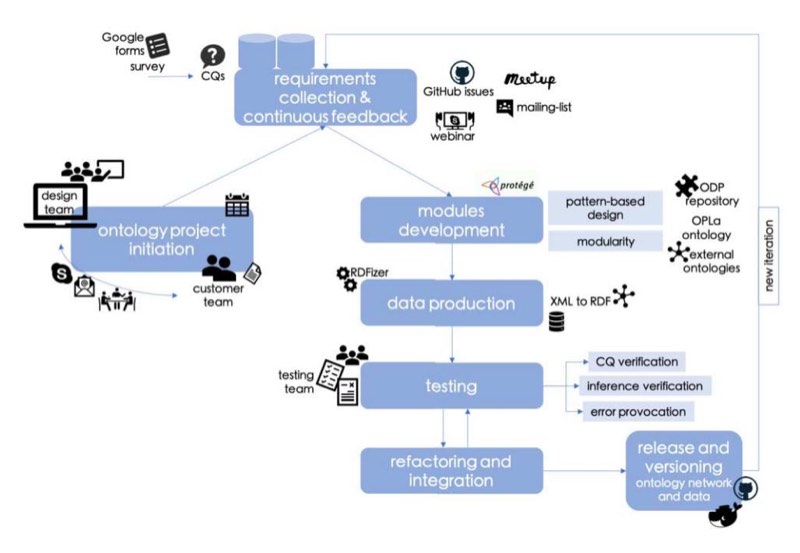 Google
forms
survey
CQs
requirements
collection &
continuous feedback
GitHub issues
meetup
mailing-list
webinar
design
team
ontology project
initiation
S
customer
team
protégé
modules
development
pattern-based
design
modularity
ODP
repository
OPLa
ontology
external
ontologies
new iteration
RDFizer
data production
XML to RDF
testing
team
testing
CQ verification
inference verification
error provocation
refactoring and
integration
release and
versioning
ontology network
and data